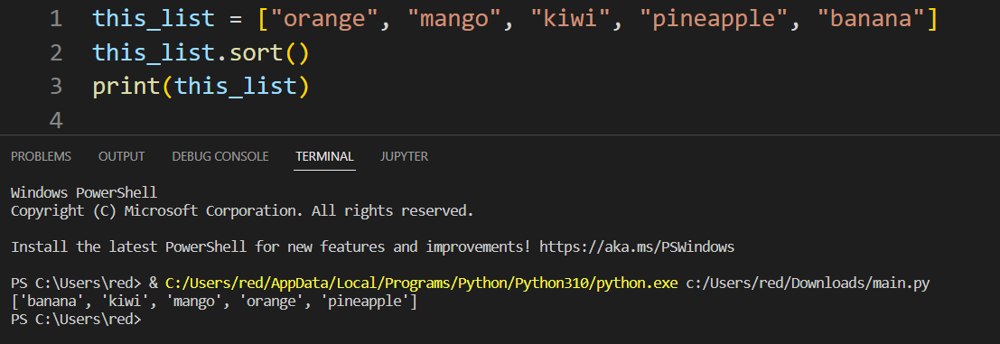 1 this_list = ["orange", "mango", "kiwi", "pineapple", "banana"]
2 this_list.sort()
3 print(this_list)
4
PROBLEMS OUTPUT DEBUG CONSOLE TERMINAL JUPYTER
Windows PowerShell
Copyright (C) Microsoft Corporation. All rights reserved.
Install the latest PowerShell for new features and improvements! https://aka.ms/PSWindows
PS C:\Users\red> & C:/Users/red/AppData/Local/Programs/Python/Python310/python.exe c:/Users/red/Downloads/main.py
['banana', 'kiwi', 'mango', 'orange', 'pineapple']
PS C:\Users\red>